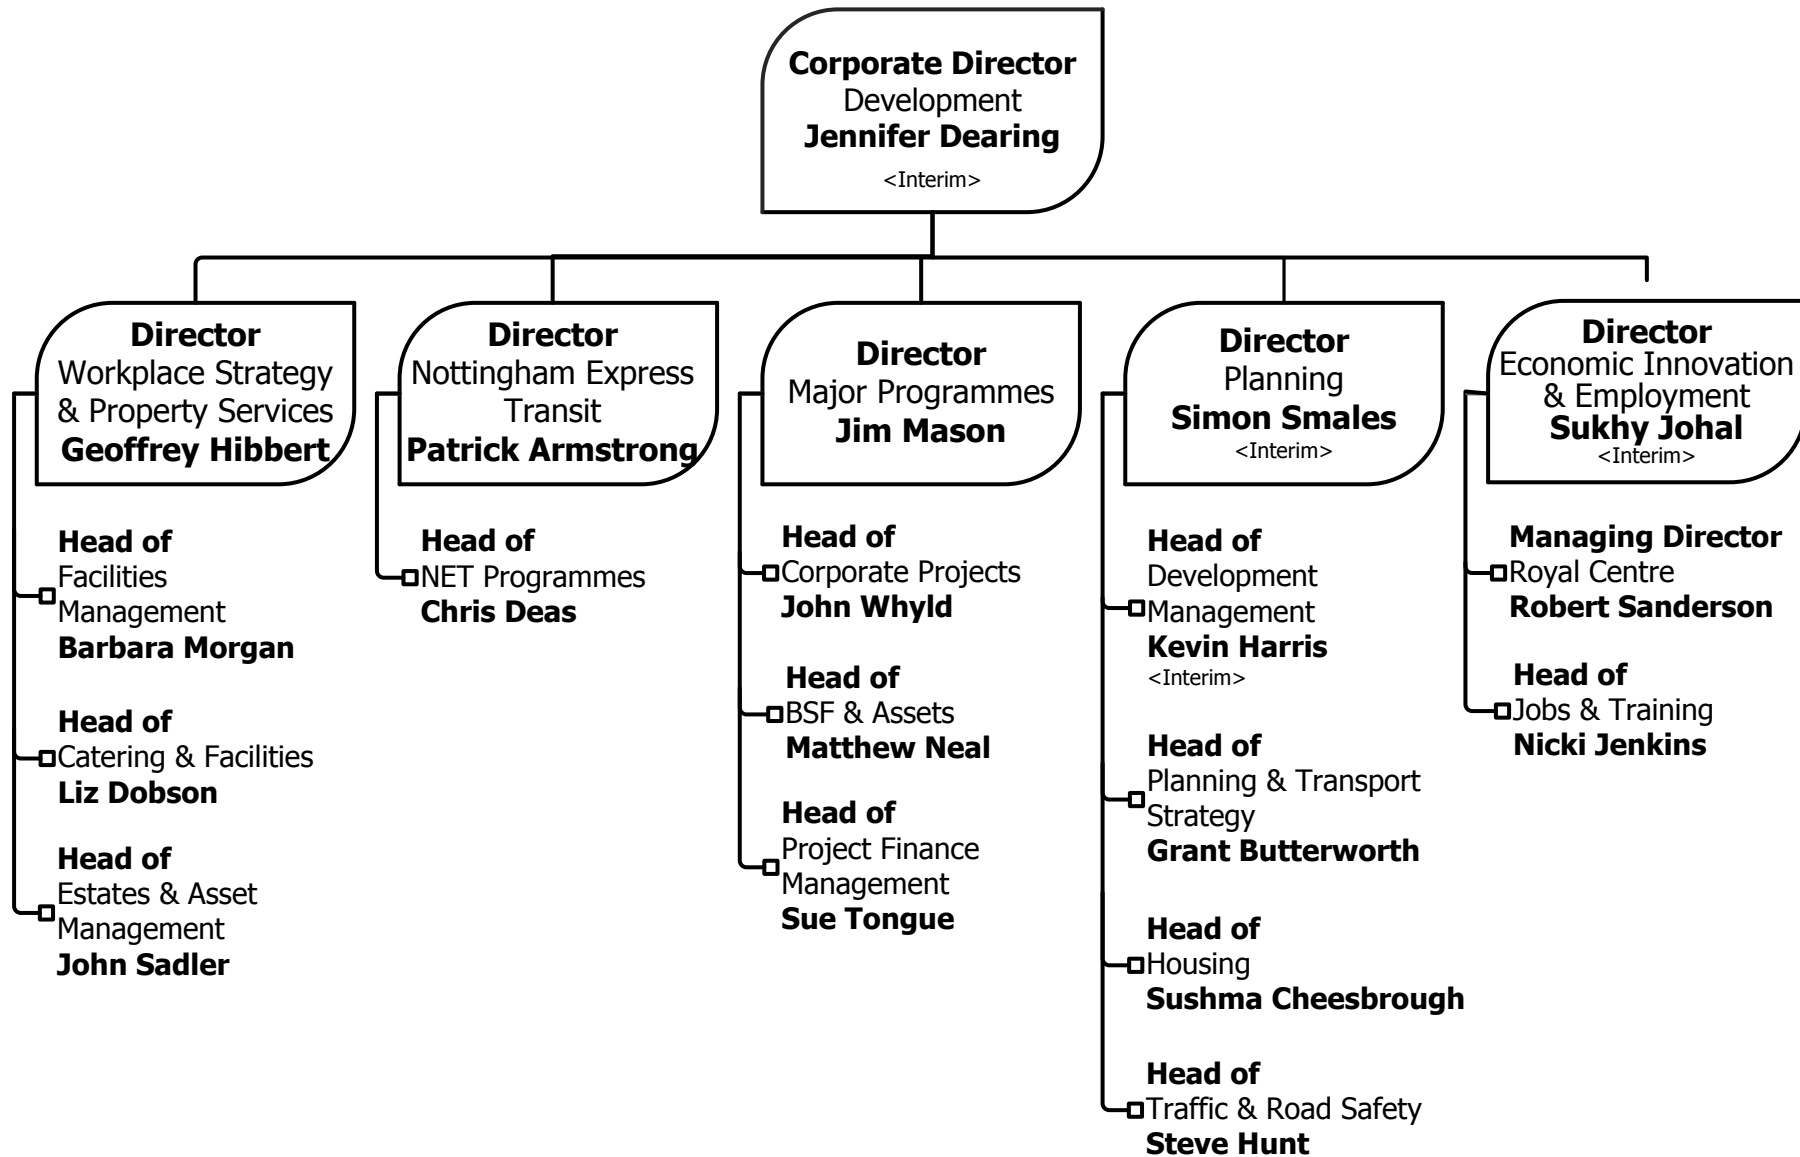 Corporate Director
Development
Jennifer Dearing
<Interim>
Director
Workplace Strategy
& Property Services
Geoffrey Hibbert
Director
Nottingham Express
Transit
Patrick Armstrong
Director
Major Programmes
Jim Mason
Director
Planning
Simon Smales
<Interim>
Director
Economic Innovation
& Employment
Sukhy Johal
<Interim>
Head of
Facilities
Management
Barbara Morgan
Head of
Catering & Facilities
Liz Dobson
Head of
Estates & Asset
Management
John Sadler
Head of
NET Programmes
Chris Deas
Head of
Corporate Projects
John Whyld
Head of
BSF & Assets
Matthew Neal
Head of
Project Finance
Management
Sue Tongue
Head of
Development
Management
Kevin Harris
<Interim>
Head of
Planning & Transport
Strategy
Grant Butterworth
Head of
Housing
Sushma Cheesbrough
Head of
Traffic & Road Safety
Steve Hunt
Managing Director
Royal Centre
Robert Sanderson
Head of
Jobs & Training
Nicki Jenkins